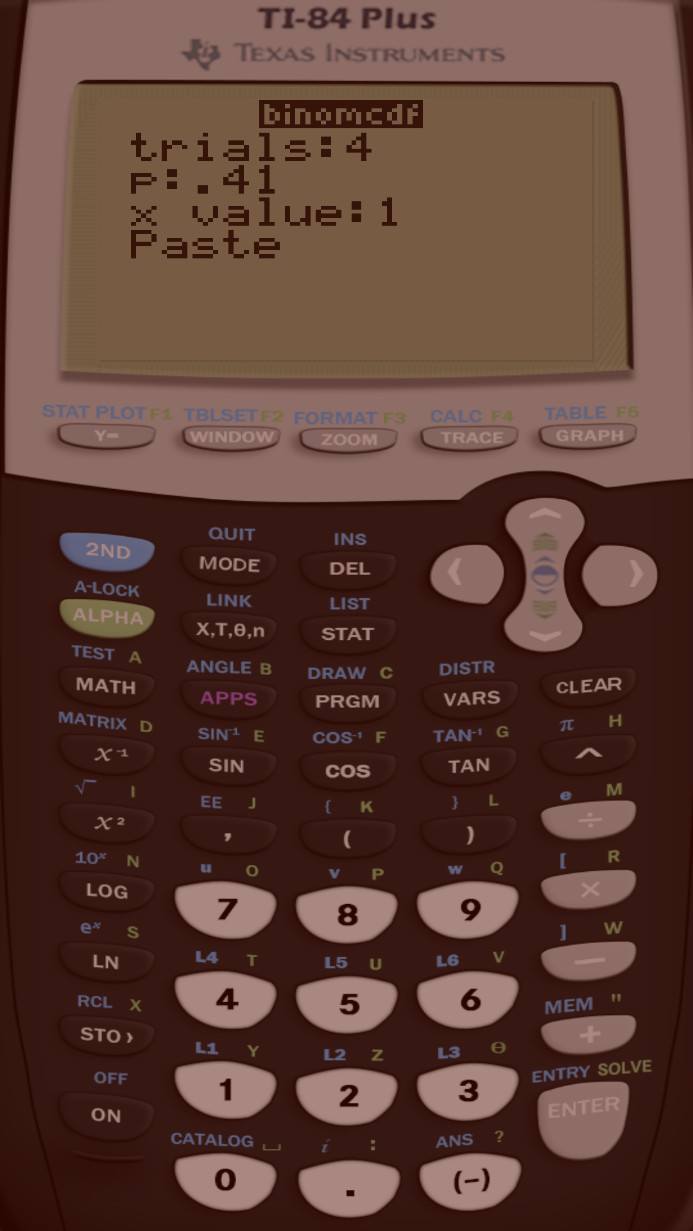 TI-84 Plus
TEXAS INSTRUMENTS
binomcdf
trials:4
p:.41
x value:1
Paste
STAT PLOT F1 TBLSET F2 FORMAT F3 CALC F4 TABLE F5
Y= WINDOW ZOOM TRACE GRAPH
QUIT INS
2ND MODE DEL
A-LOCK LINK LIST
ALPHA X,T,θ,n STAT
TEST A ANGLE B DRAW C DISTR
MATH APPS PRGM VARS CLEAR
MATRIX D SIN⁻¹ E COS⁻¹ F TAN⁻¹ G π H
x⁻¹ SIN COS TAN ^
√‾ I EE J { K } L e M
x² , ( ) ÷
10ˣ N u O v P w Q [ R
LOG 7 8 9 ×
eˣ S L4 T L5 U L6 V ] W
LN 4 5 6 —
RCL X L1 Y L2 Z L3 Θ MEM "
STO› 1 2 3 +
OFF CATALOG ⎵ i : ANS ? ENTRY SOLVE
ON 0 . (−) ENTER